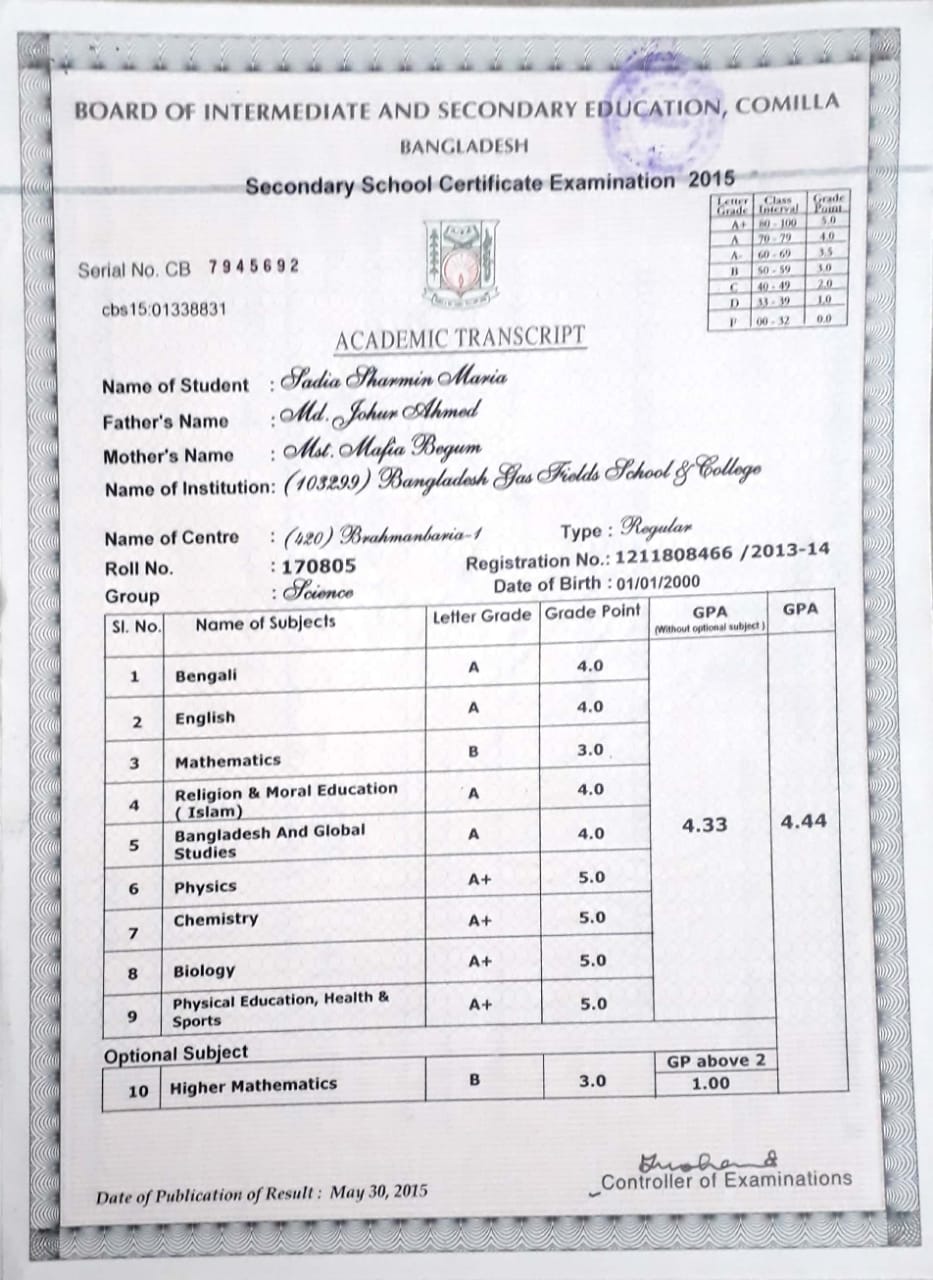 BOARD OF INTERMEDIATE AND SECONDARY EDUCATION, COMILLA
BANGLADESH
Secondary School Certificate Examination 2015
Letter Grade Class Interval Grade Point
A+ 80 - 100 5.0
A 70 - 79 4.0
A- 60 - 69 3.5
B 50 - 59 3.0
C 40 - 49 2.0
D 33 - 39 1.0
F 00 - 32 0.0
Serial No. CB 7945692
cbs15:01338831
ACADEMIC TRANSCRIPT
Name of Student : Sadia Sharmin Maria
Father's Name : Md. Johur Ahmed
Mother's Name : Mst. Mafia Begum
Name of Institution: (103299) Bangladesh Gas Fields School & College
Name of Centre : (420) Brahmanbaria-1 Type : Regular
Roll No. : 170805 Registration No.: 1211808466 /2013-14
Group : Science Date of Birth : 01/01/2000
Sl. No. Name of Subjects Letter Grade Grade Point GPA (Without optional subject ) GPA
1 Bengali A 4.0
2 English A 4.0
3 Mathematics B 3.0
4 Religion & Moral Education ( Islam) A 4.0
5 Bangladesh And Global Studies A 4.0 4.33 4.44
6 Physics A+ 5.0
7 Chemistry A+ 5.0
8 Biology A+ 5.0
9 Physical Education, Health & Sports A+ 5.0
Optional Subject
10 Higher Mathematics B 3.0 GP above 2 1.00
Controller of Examinations
Date of Publication of Result : May 30, 2015